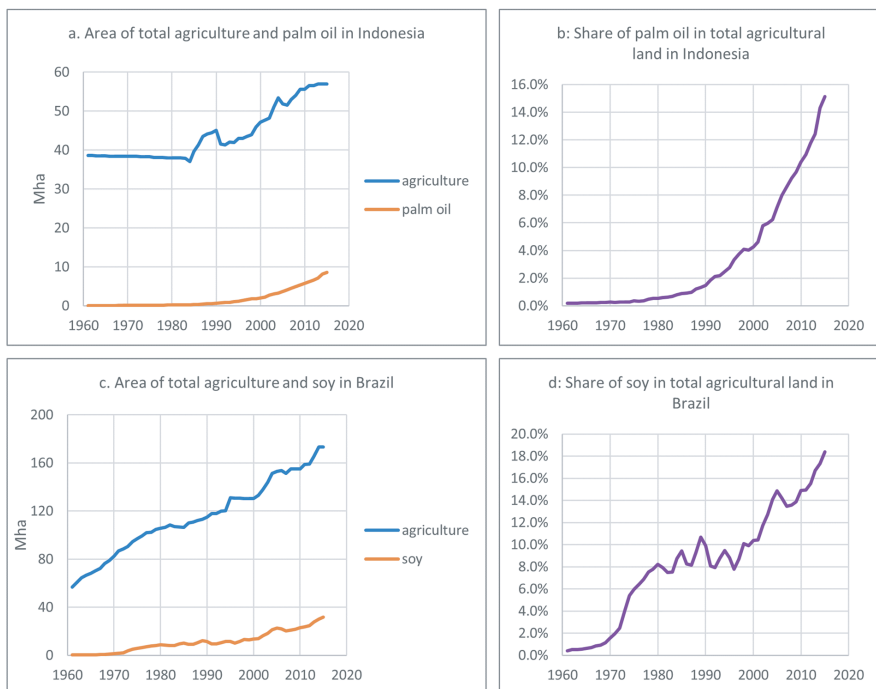 a. Area of total agriculture and palm oil in Indonesia
60
50
40
30
20
10
0
Mha
1960 1970 1980 1990 2000 2010 2020
agriculture
palm oil
b: Share of palm oil in total agricultural
land in Indonesia
16.0%
14.0%
12.0%
10.0%
8.0%
6.0%
4.0%
2.0%
0.0%
1960 1970 1980 1990 2000 2010 2020
c. Area of total agriculture and soy in Brazil
200
160
120
80
40
0
Mha
1960 1970 1980 1990 2000 2010 2020
agriculture
soy
d: Share of soy in total agricultural land in
Brazil
20.0%
18.0%
16.0%
14.0%
12.0%
10.0%
8.0%
6.0%
4.0%
2.0%
0.0%
1960 1970 1980 1990 2000 2010 2020